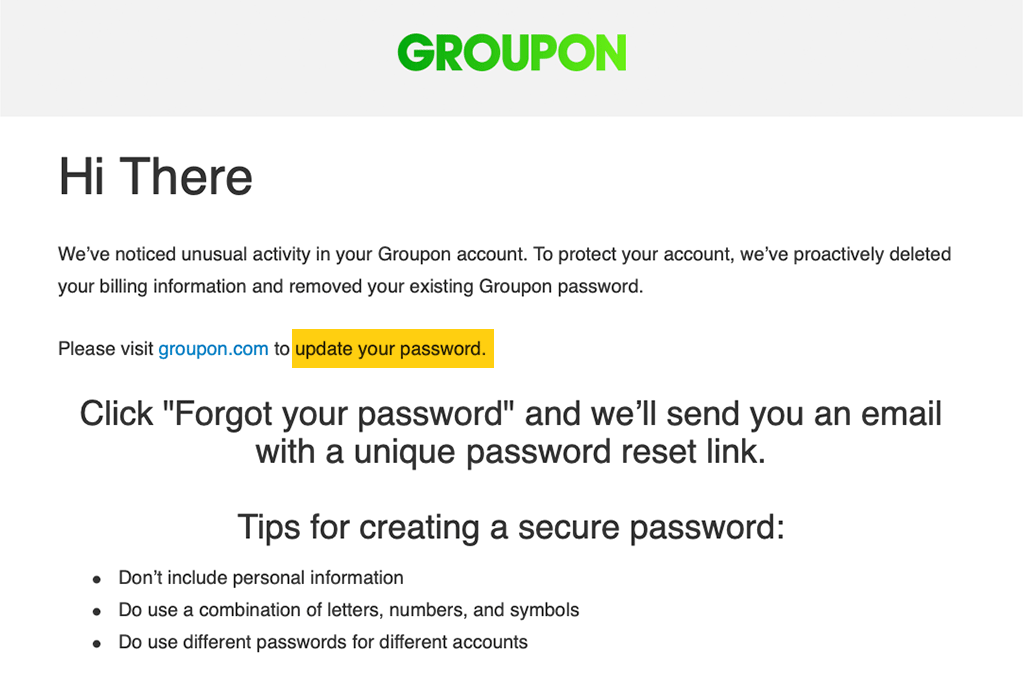 GROUPON
Hi There
We’ve noticed unusual activity in your Groupon account. To protect your account, we’ve proactively deleted
your billing information and removed your existing Groupon password.
Please visit groupon.com to update your password.
Click "Forgot your password" and we’ll send you an email
with a unique password reset link.
Tips for creating a secure password:
• Don’t include personal information
• Do use a combination of letters, numbers, and symbols
• Do use different passwords for different accounts